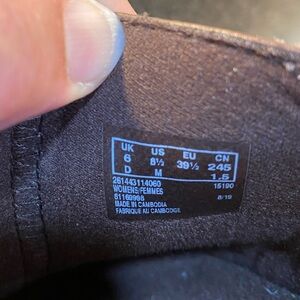 UK US EU CN
6 8½ 39½ 245
D M 1.5
261443114060 15190
WOMENS/FEMMES
61169998 8/19
MADE IN CAMBODIA
FABRIQUE AU CAMBODGE